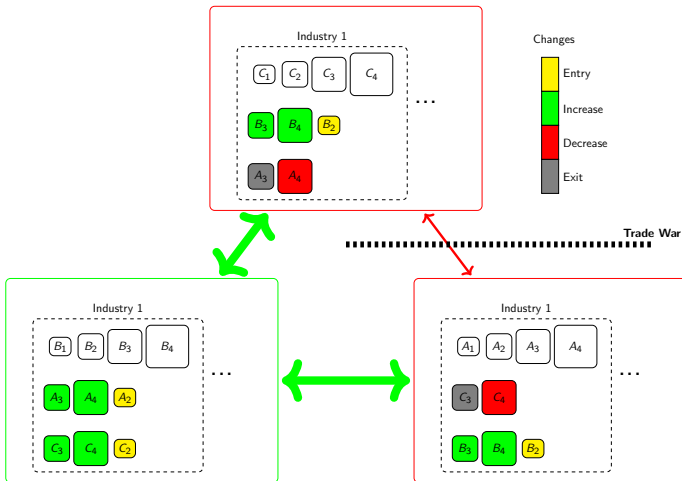 Industry 1
C1 C2 C3 C4
...
B3 B4 B2
A3 A4
Changes
Entry
Increase
Decrease
Exit
Trade War
Industry 1
B1 B2 B3 B4
...
A3 A4 A2
C3 C4 C2
Industry 1
A1 A2 A3 A4
...
C3 C4
B3 B4 B2